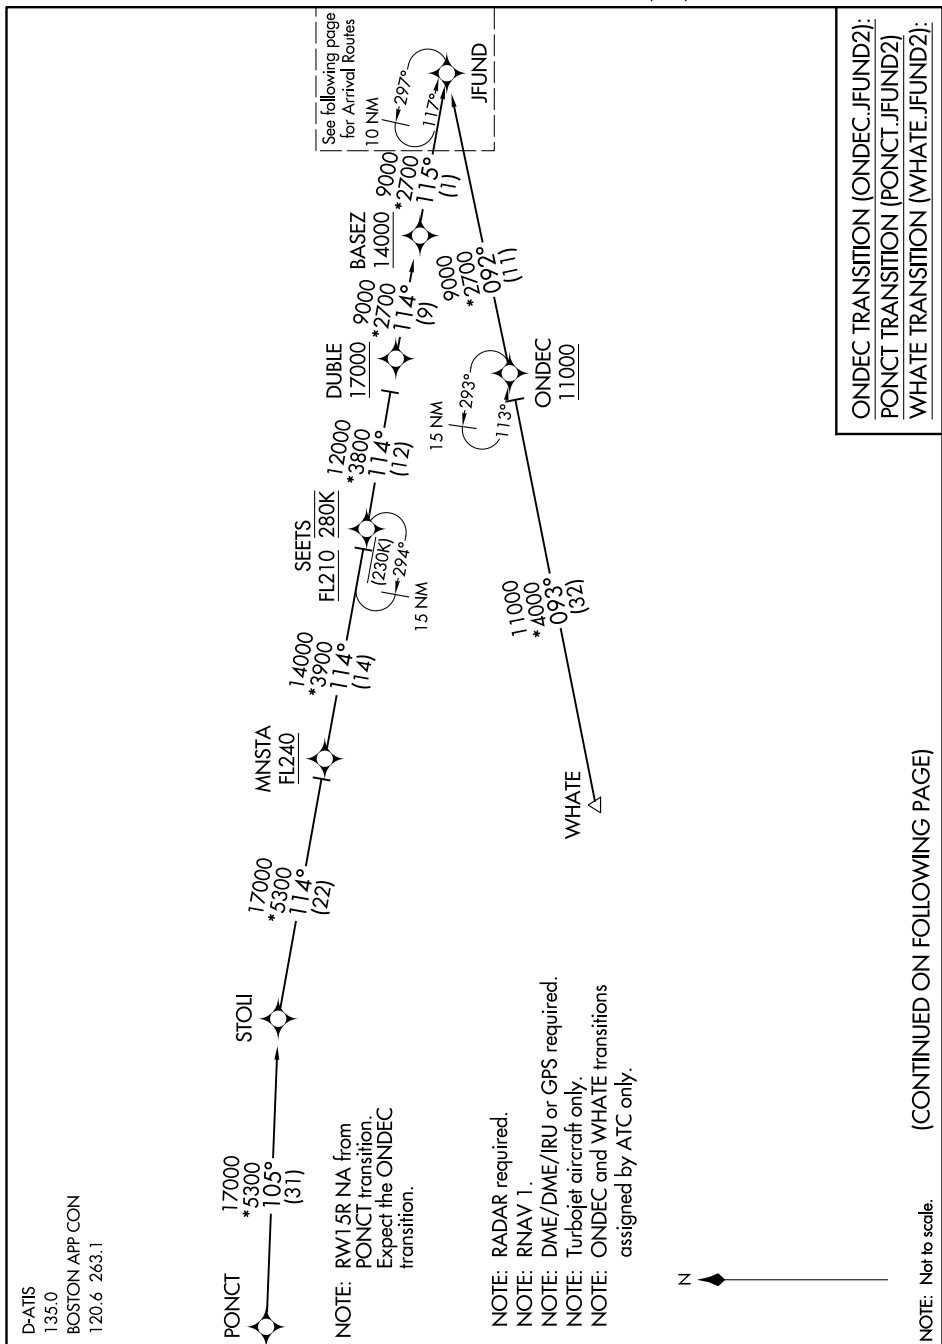 D-ATIS
135.0
BOSTON APP CON
120.6 263.1
PONCT
17000
*5300
105°
(31)
STOLI
17000
*5300
114°
(22)
MNSTA
FL240
14000
*3900
114°
(14)
SEETS
FL210 280K
(230K)
294°
15 NM
12000
*3800
114°
(12)
DUBLE
17000
9000
*2700
114°
(9)
BASEZ
14000
9000
*2700
115°
(1)
See following page
for Arrival Routes
10 NM
297°
117°
JFUND
WHATE
11000
*4000
093°
(32)
15 NM
293°
113°
ONDEC
11000
9000
*2700
092°
(11)
NOTE: RW15R NA from
PONCT transition.
Expect the ONDEC
transition.
NOTE: RADAR required.
NOTE: RNAV 1.
NOTE: DME/DME/IRU or GPS required.
NOTE: Turbojet aircraft only.
NOTE: ONDEC and WHATE transitions
assigned by ATC only.
N
ONDEC TRANSITION (ONDEC.JFUND2):
PONCT TRANSITION (PONCT.JFUND2)
WHATE TRANSITION (WHATE.JFUND2):
NOTE: Not to scale.
(CONTINUED ON FOLLOWING PAGE)